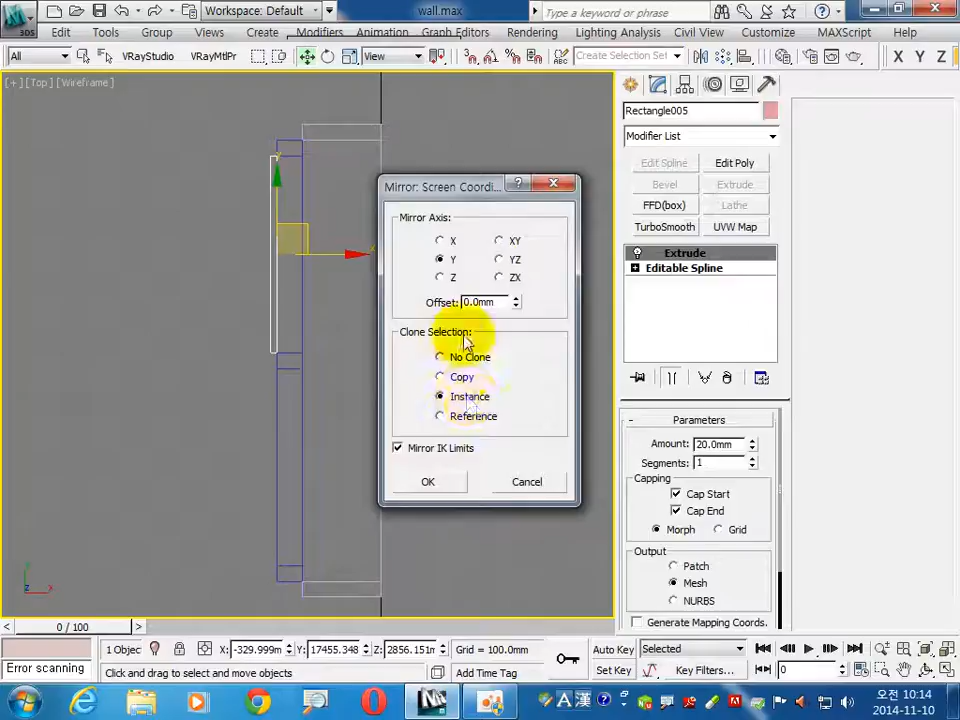 Workspace: Default
wall.max
Type a keyword or phrase
Edit Tools Group Views Create Modifiers Animation Graph Editors Rendering Lighting Analysis Civil View Customize MAXScript Help
All VRayStudio VRayMtlPr View Create Selection Se X Y Z
[+] [Top] [Wireframe]
Rectangle005
Modifier List
Edit Spline Edit Poly
Bevel Extrude
FFD(box) Lathe
TurboSmooth UVW Map
Extrude
Editable Spline
Mirror: Screen Coordi...
Mirror Axis:
X XY
Y YZ
Z ZX
Offset: 0.0mm
Clone Selection:
No Clone
Copy
Instance
Reference
Mirror IK Limits
OK Cancel
Parameters
Amount: 20.0mm
Segments: 1
Capping
Cap Start
Cap End
Morph Grid
Output
Patch
Mesh
NURBS
Generate Mapping Coords.
0 / 100
1 Objec X: -329.999m Y: 17455.348 Z: 2856.151m Grid = 100.0mm Auto Key Selected
Error scanning Click and drag to select and move objects Add Time Tag Set Key Key Filters... 0
A 漢
오전 10:14
2014-11-10